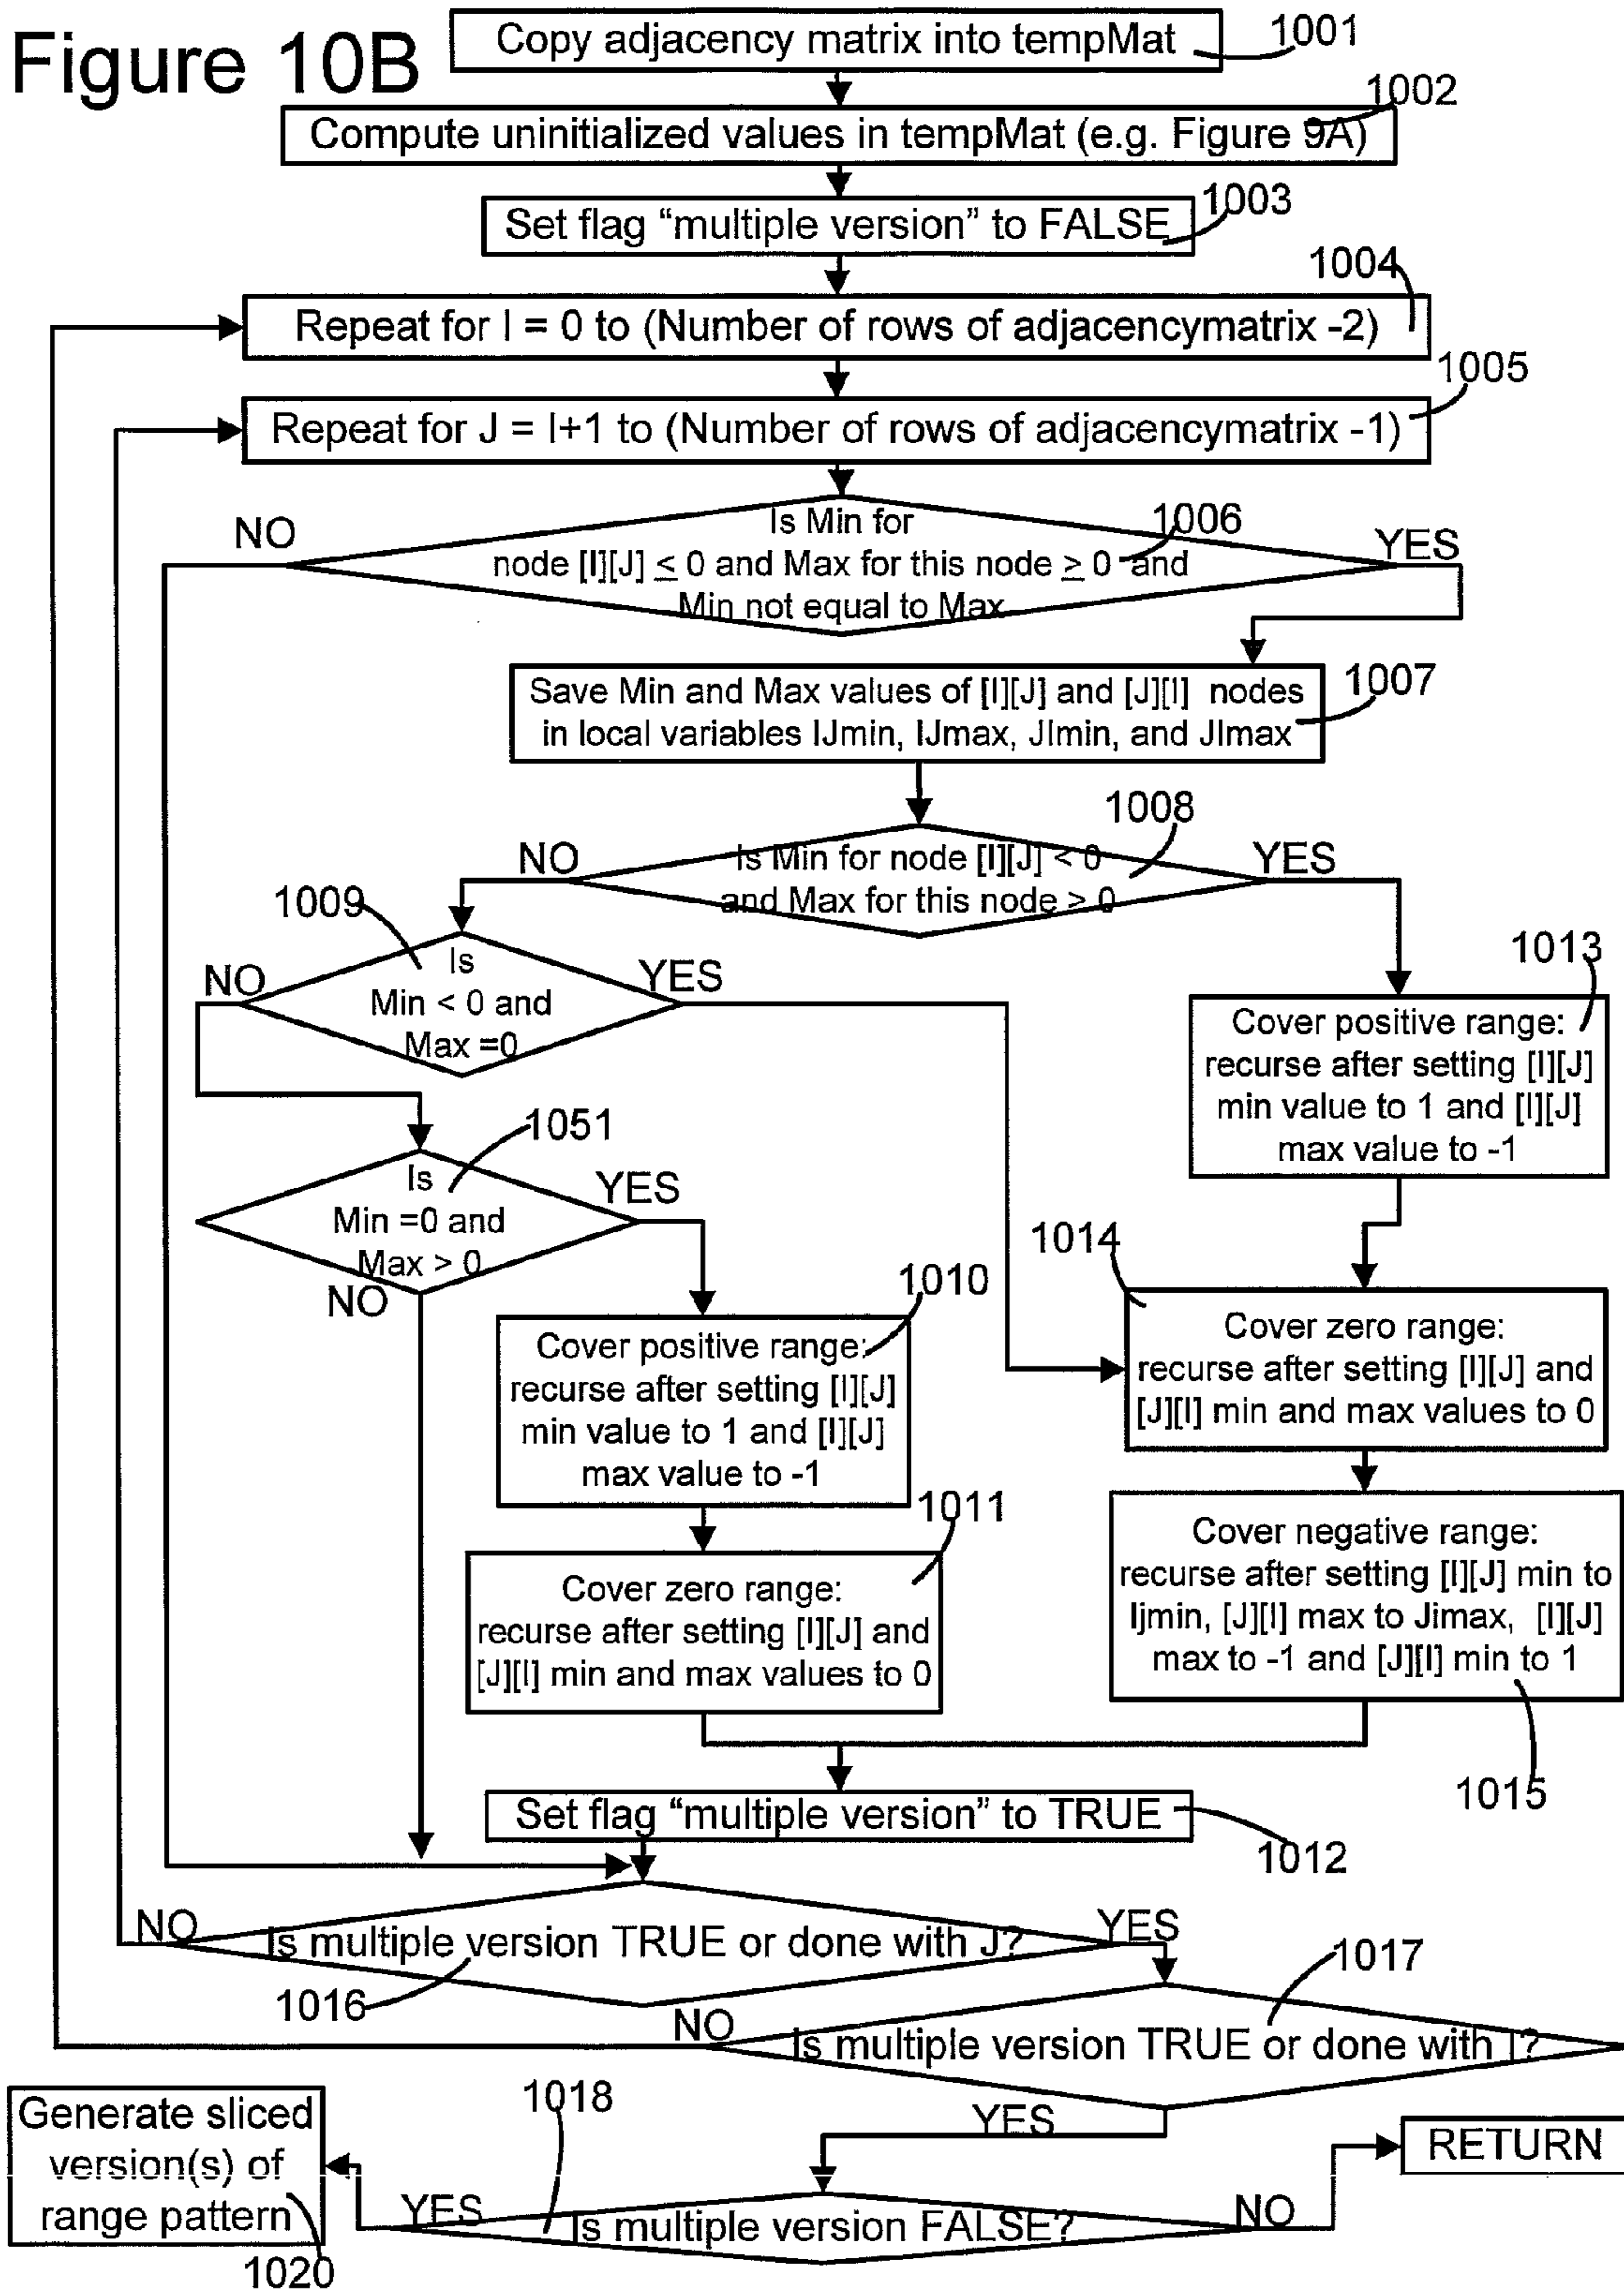 Figure 10B
Copy adjacency matrix into tempMat
1001
1002
Compute uninitialized values in tempMat (e.g. Figure 9A)
1003
Set flag “multiple version” to FALSE
1004
Repeat for I = 0 to (Number of rows of adjacencymatrix -2)
1005
Repeat for J = I+1 to (Number of rows of adjacencymatrix -1)
NO
Is Min for
1006
YES
node [I][J] ≤ 0 and Max for this node ≥ 0 and
Min not equal to Max
Save Min and Max values of [I][J] and [J][I] nodes
in local variables IJmin, IJmax, JImin, and JImax
1007
1008
NO
Is Min for node [I][J] < 0
and Max for this node > 0
YES
1009
NO
Is
Min < 0 and
Max =0
YES
1013
Cover positive range:
recurse after setting [I][J]
min value to 1 and [I][J]
max value to -1
1051
Is
Min =0 and
Max > 0
YES
NO
1014
Cover zero range:
recurse after setting [I][J] and
[J][I] min and max values to 0
1010
Cover positive range:
recurse after setting [I][J]
min value to 1 and [I][J]
max value to -1
1011
Cover zero range:
recurse after setting [I][J] and
[J][I] min and max values to 0
Cover negative range:
recurse after setting [I][J] min to
Ijmin, [J][I] max to Jimax, [I][J]
max to -1 and [J][I] min to 1
1015
Set flag “multiple version” to TRUE
1012
NO
Is multiple version TRUE or done with J?
YES
1016
1017
NO
Is multiple version TRUE or done with I?
YES
1018
Generate sliced
version(s) of
range pattern
1020
YES
Is multiple version FALSE?
NO
RETURN